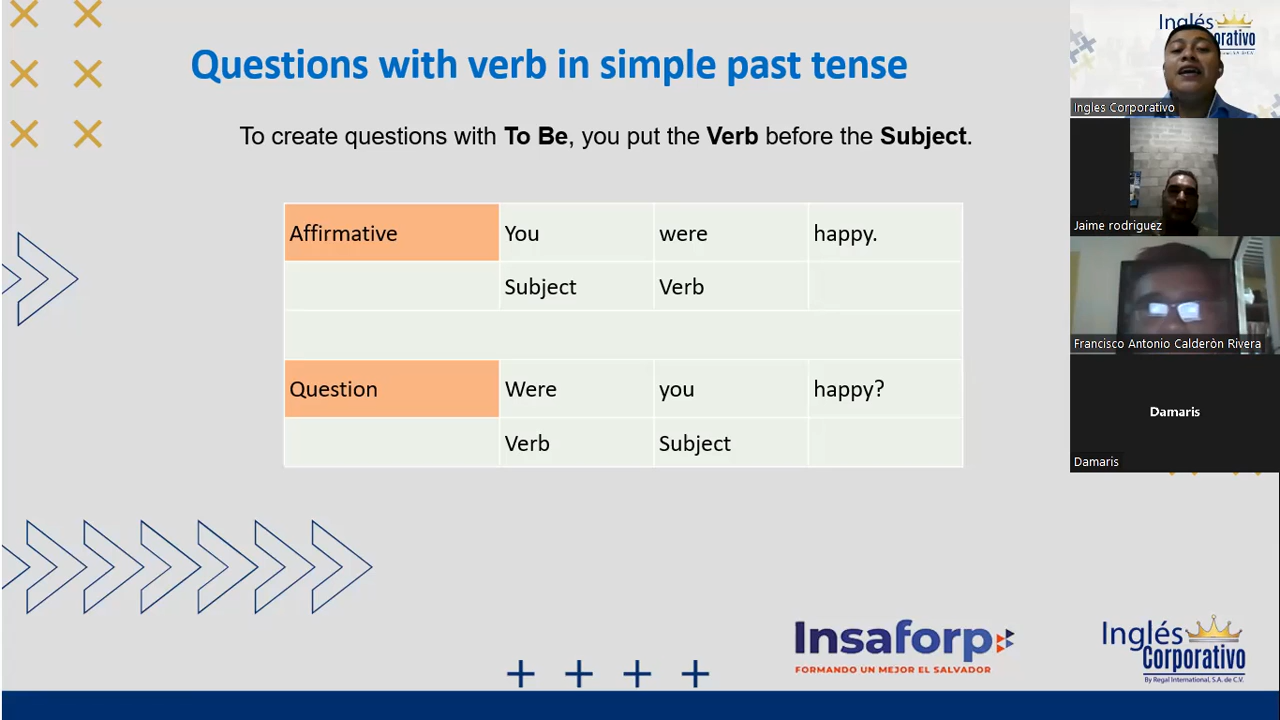 Questions with verb in simple past tense
To create questions with To Be, you put the Verb before the Subject.
Affirmative You were happy.
Subject Verb
Question Were you happy?
Verb Subject
Insaforp
FORMANDO UN MEJOR EL SALVADOR
Inglés
Corporativo
By Regal International, S.A. de C.V.
Inglés
orativo
Ingles Corporativo
Jaime rodriguez
Francisco Antonio Calderòn Rivera
Damaris
Damaris